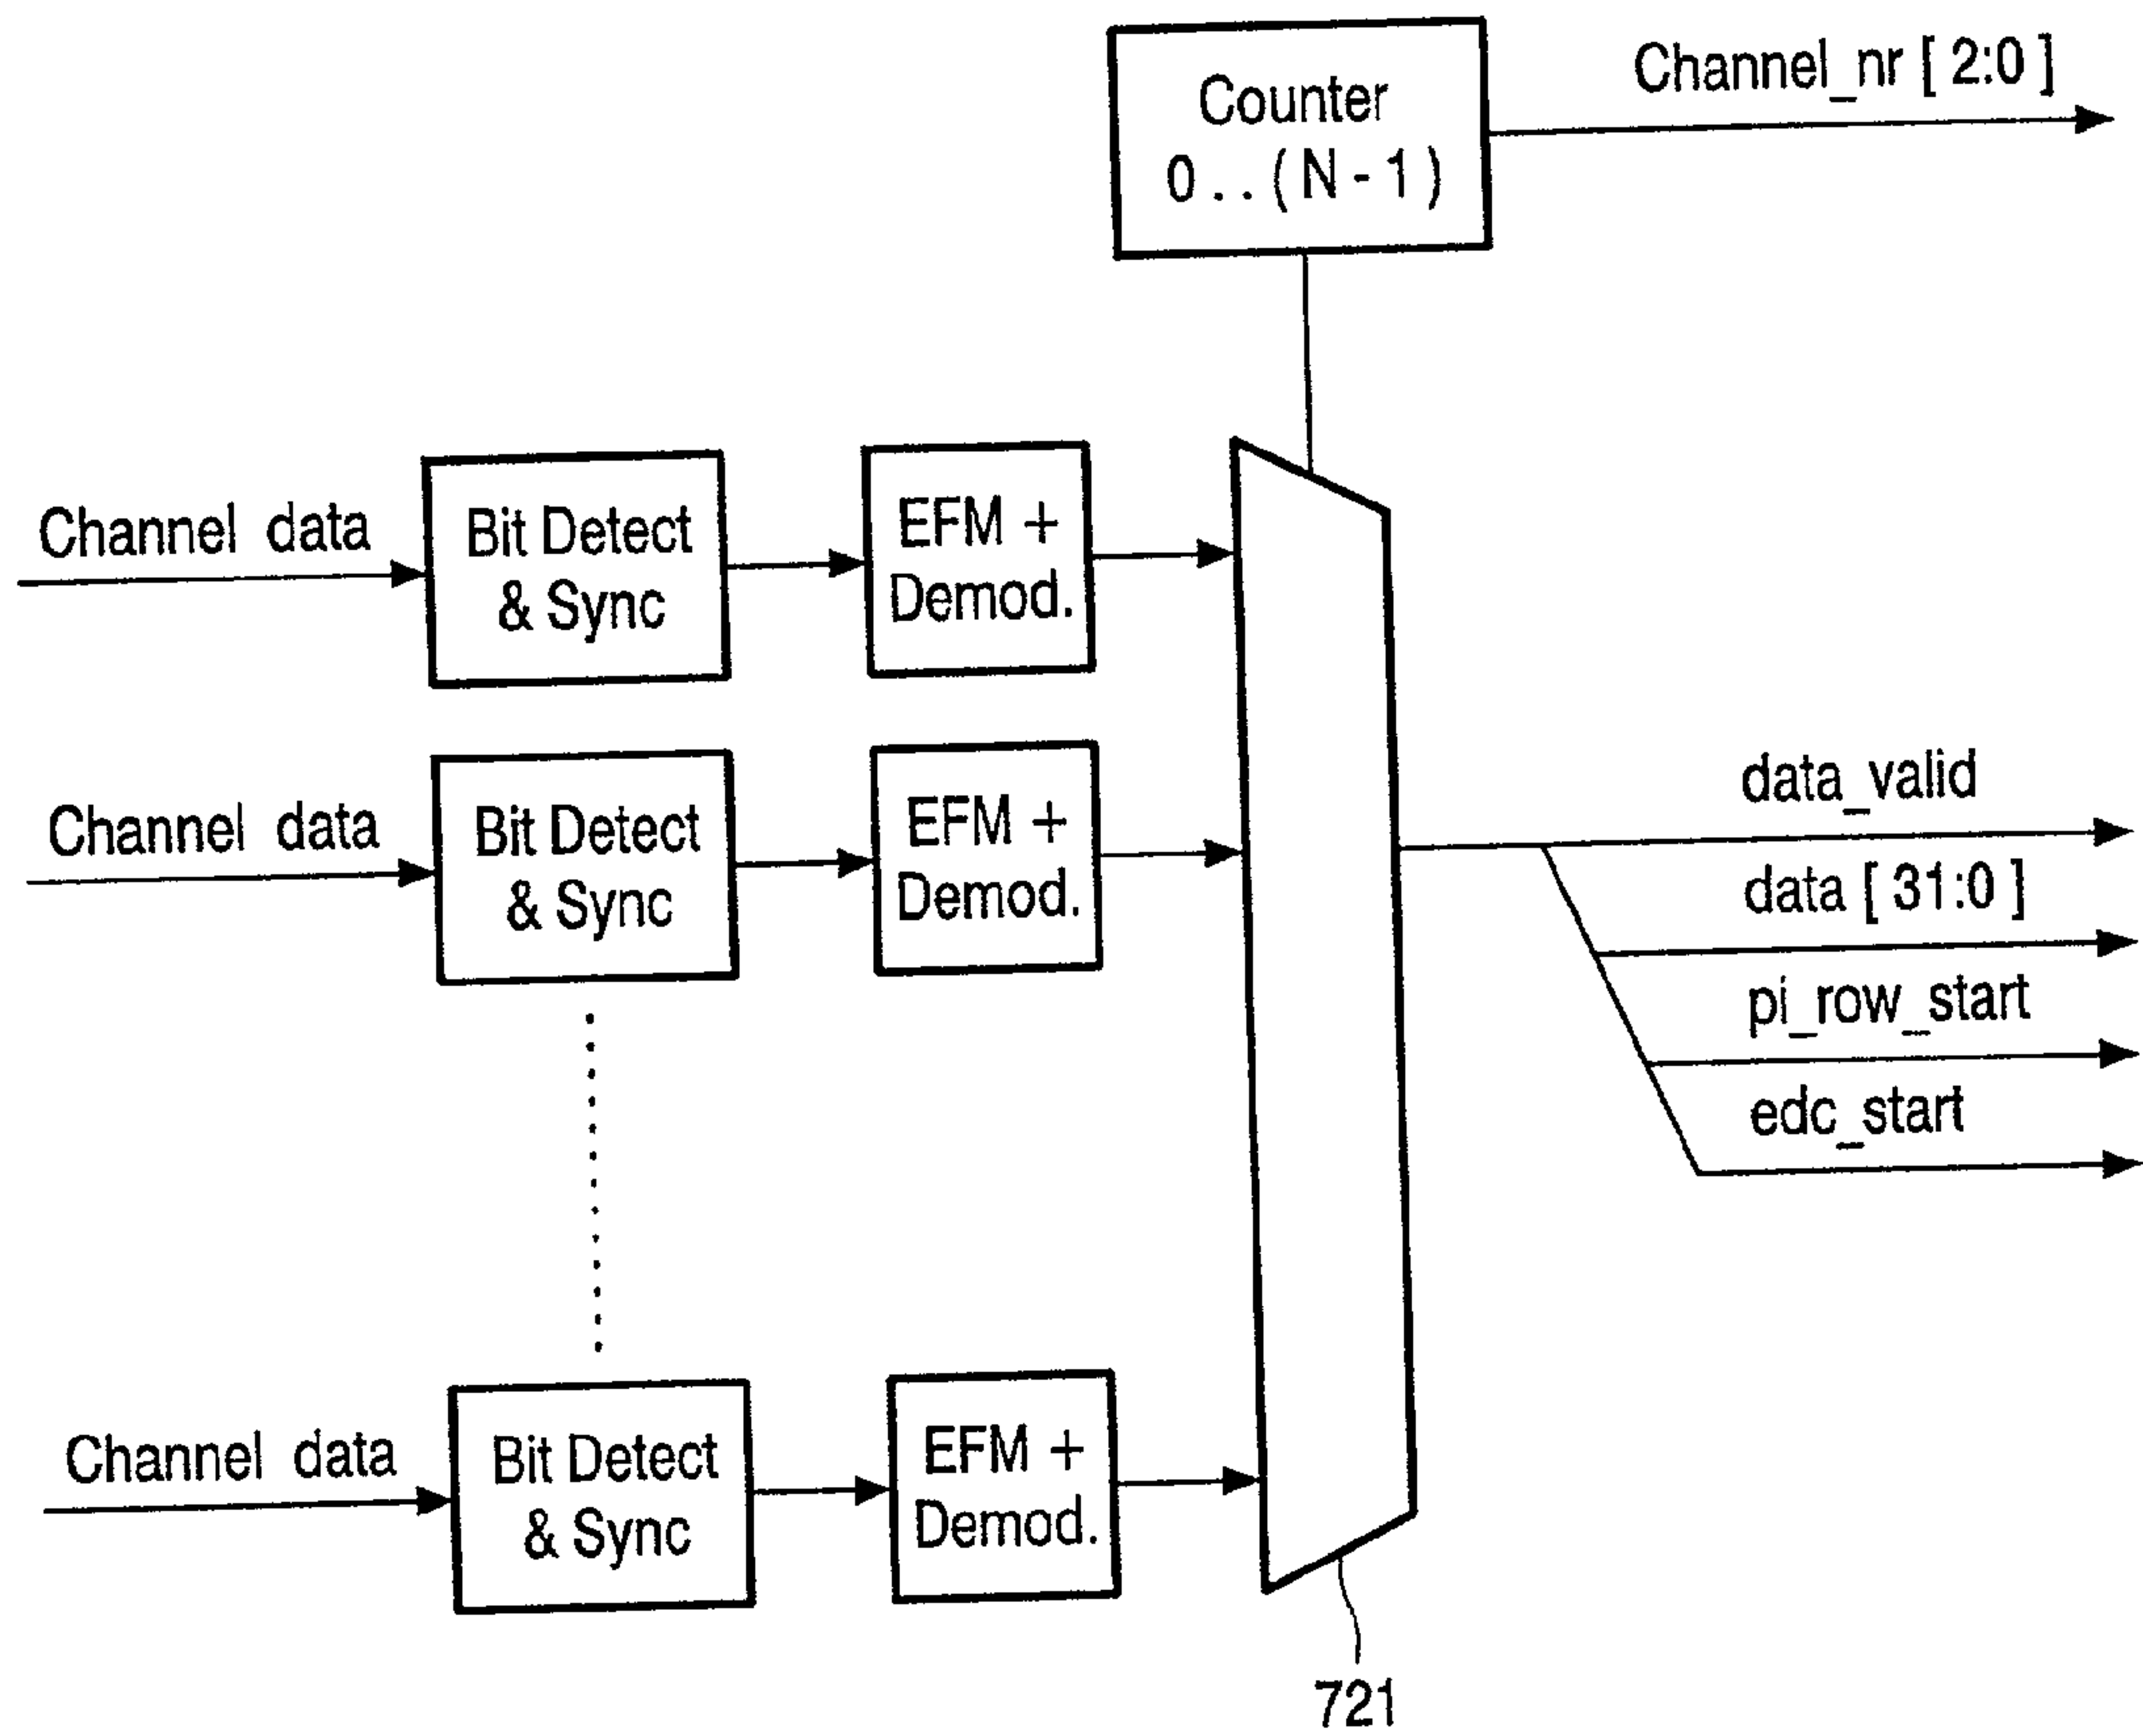 Counter
0 . . ( N - 1 )
Channel_nr [ 2:0 ]
Channel data
Bit Detect
& Sync
EFM +
Demod.
Channel data
Bit Detect
& Sync
EFM +
Demod.
data_valid
data [ 31:0 ]
pi_row_start
edc_start
Channel data
Bit Detect
& Sync
EFM +
Demod.
721